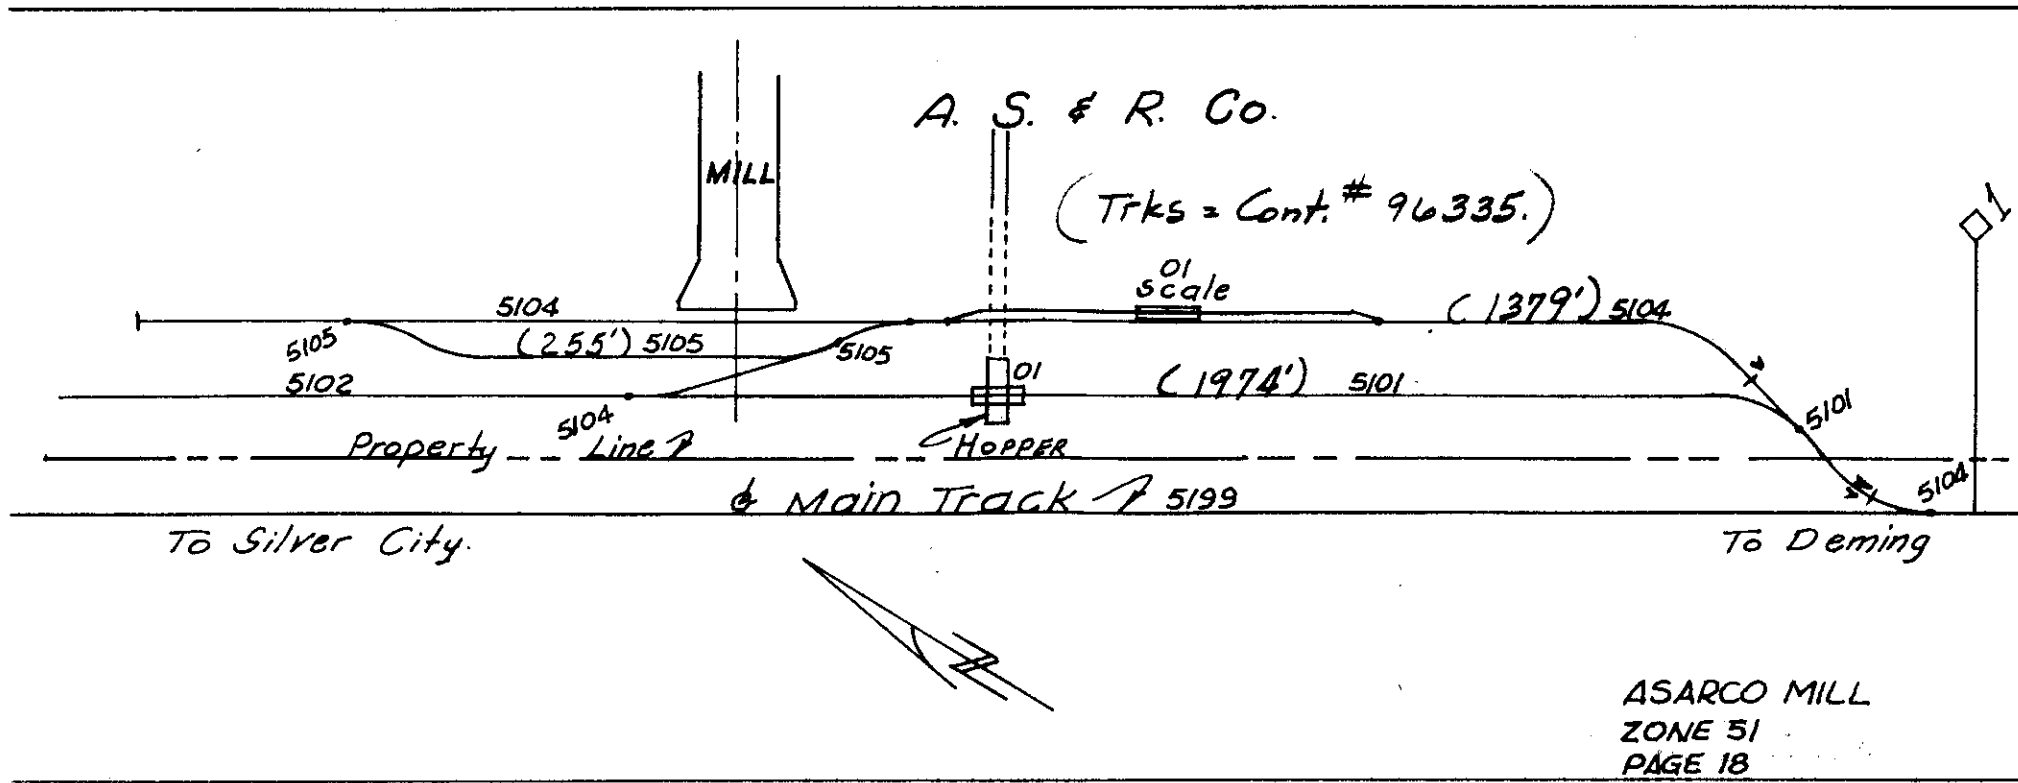 A. S. & R. Co.
MILL
(Trks = Cont. # 96335.)
1
01
scale
5104
(1379') 5104
5105
(255') 5105
5105
5102
01
(1974') 5101
5101
5104
Property Line
HOPPER
Main Track 5199
5104
To Silver City.
To Deming
N
ASARCO MILL
ZONE 51
PAGE 18